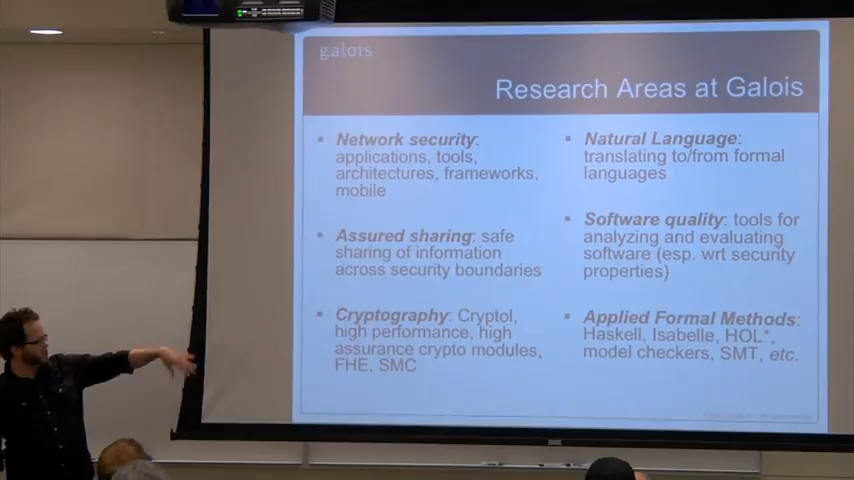 galois
Research Areas at Galois
▪ Network security:
applications, tools,
architectures, frameworks,
mobile
▪ Assured sharing: safe
sharing of information
across security boundaries
▪ Cryptography: Cryptol,
high performance, high
assurance crypto modules,
FHE, SMC
▪ Natural Language:
translating to/from formal
languages
▪ Software quality: tools for
analyzing and evaluating
software (esp. wrt security
properties)
▪ Applied Formal Methods:
Haskell, Isabelle, HOL*,
model checkers, SMT, etc.